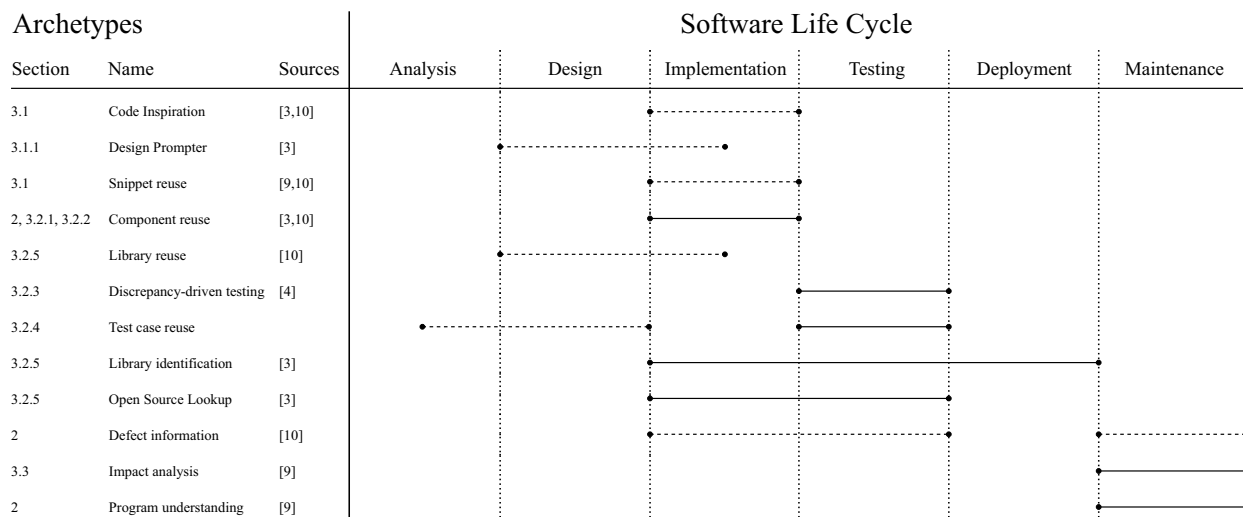 Archetypes Software Life Cycle
Section Name Sources Analysis Design Implementation Testing Deployment Maintenance
3.1 Code Inspiration [3,10]
3.1.1 Design Prompter [3]
3.1 Snippet reuse [9,10]
2, 3.2.1, 3.2.2 Component reuse [3,10]
3.2.5 Library reuse [10]
3.2.3 Discrepancy-driven testing [4]
3.2.4 Test case reuse
3.2.5 Library identification [3]
3.2.5 Open Source Lookup [3]
2 Defect information [10]
3.3 Impact analysis [9]
2 Program understanding [9]